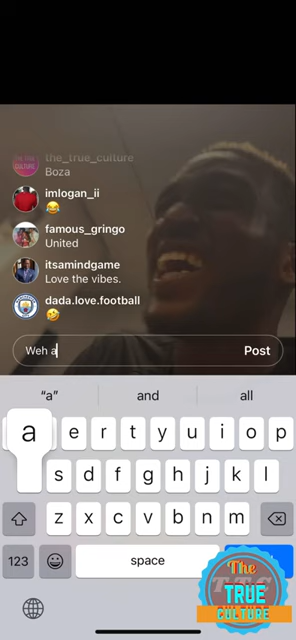 the_true_culture
Boza
imlogan_ii
😂
famous_gringo
United
itsamindgame
Love the vibes.
dada.love.football
🤣
Weh a
Post
“a”
and
all
a
e r t y u i o p
s d f g h j k l
z x c v b n m
123
space
The
T.T.C
TRUE
CULTURE